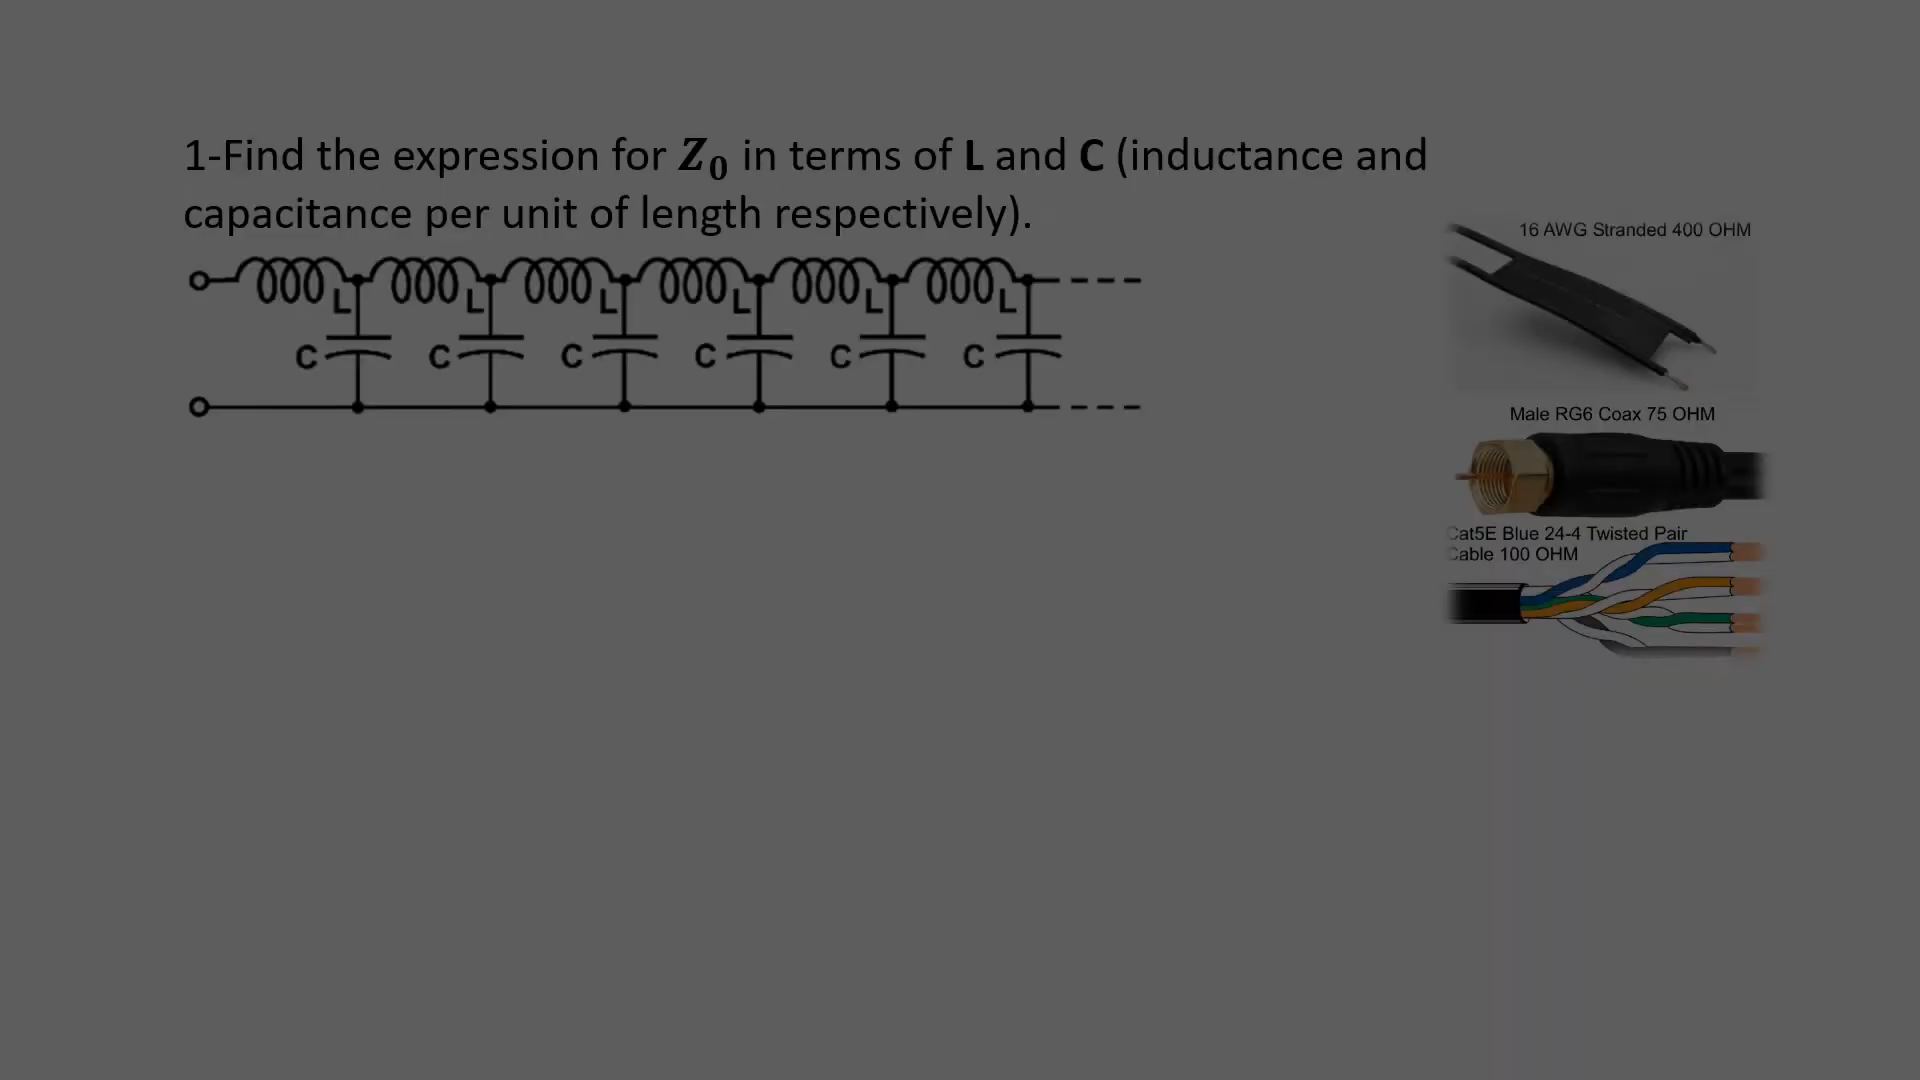 1-Find the expression for Z₀ in terms of L and C (inductance and
capacitance per unit of length respectively).
L L L L L L
C C C C C C
16 AWG Stranded 400 OHM
Male RG6 Coax 75 OHM
Cat5E Blue 24-4 Twisted Pair
Cable 100 OHM